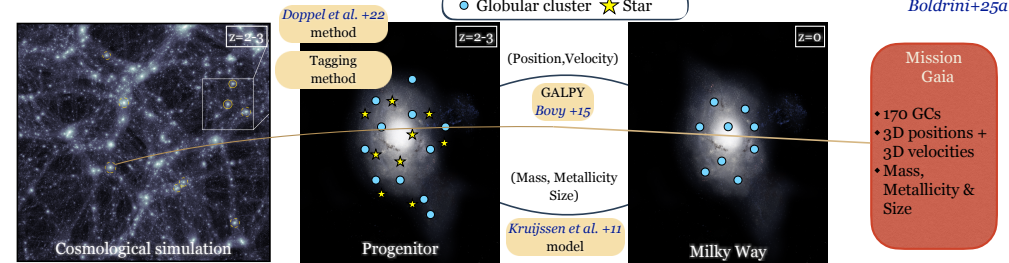 Globular cluster Star
Boldrini+25a
Doppel et al. +22
method
Tagging
method
z=2-3
z=2-3
z=0
(Position,Velocity)
GALPY
Bovy +15
(Mass, Metallicity
Size)
Kruijssen et al. +11
model
Cosmological simulation
Progenitor
Milky Way
Mission
Gaia
170 GCs
3D positions +
3D velocities
Mass,
Metallicity &
Size